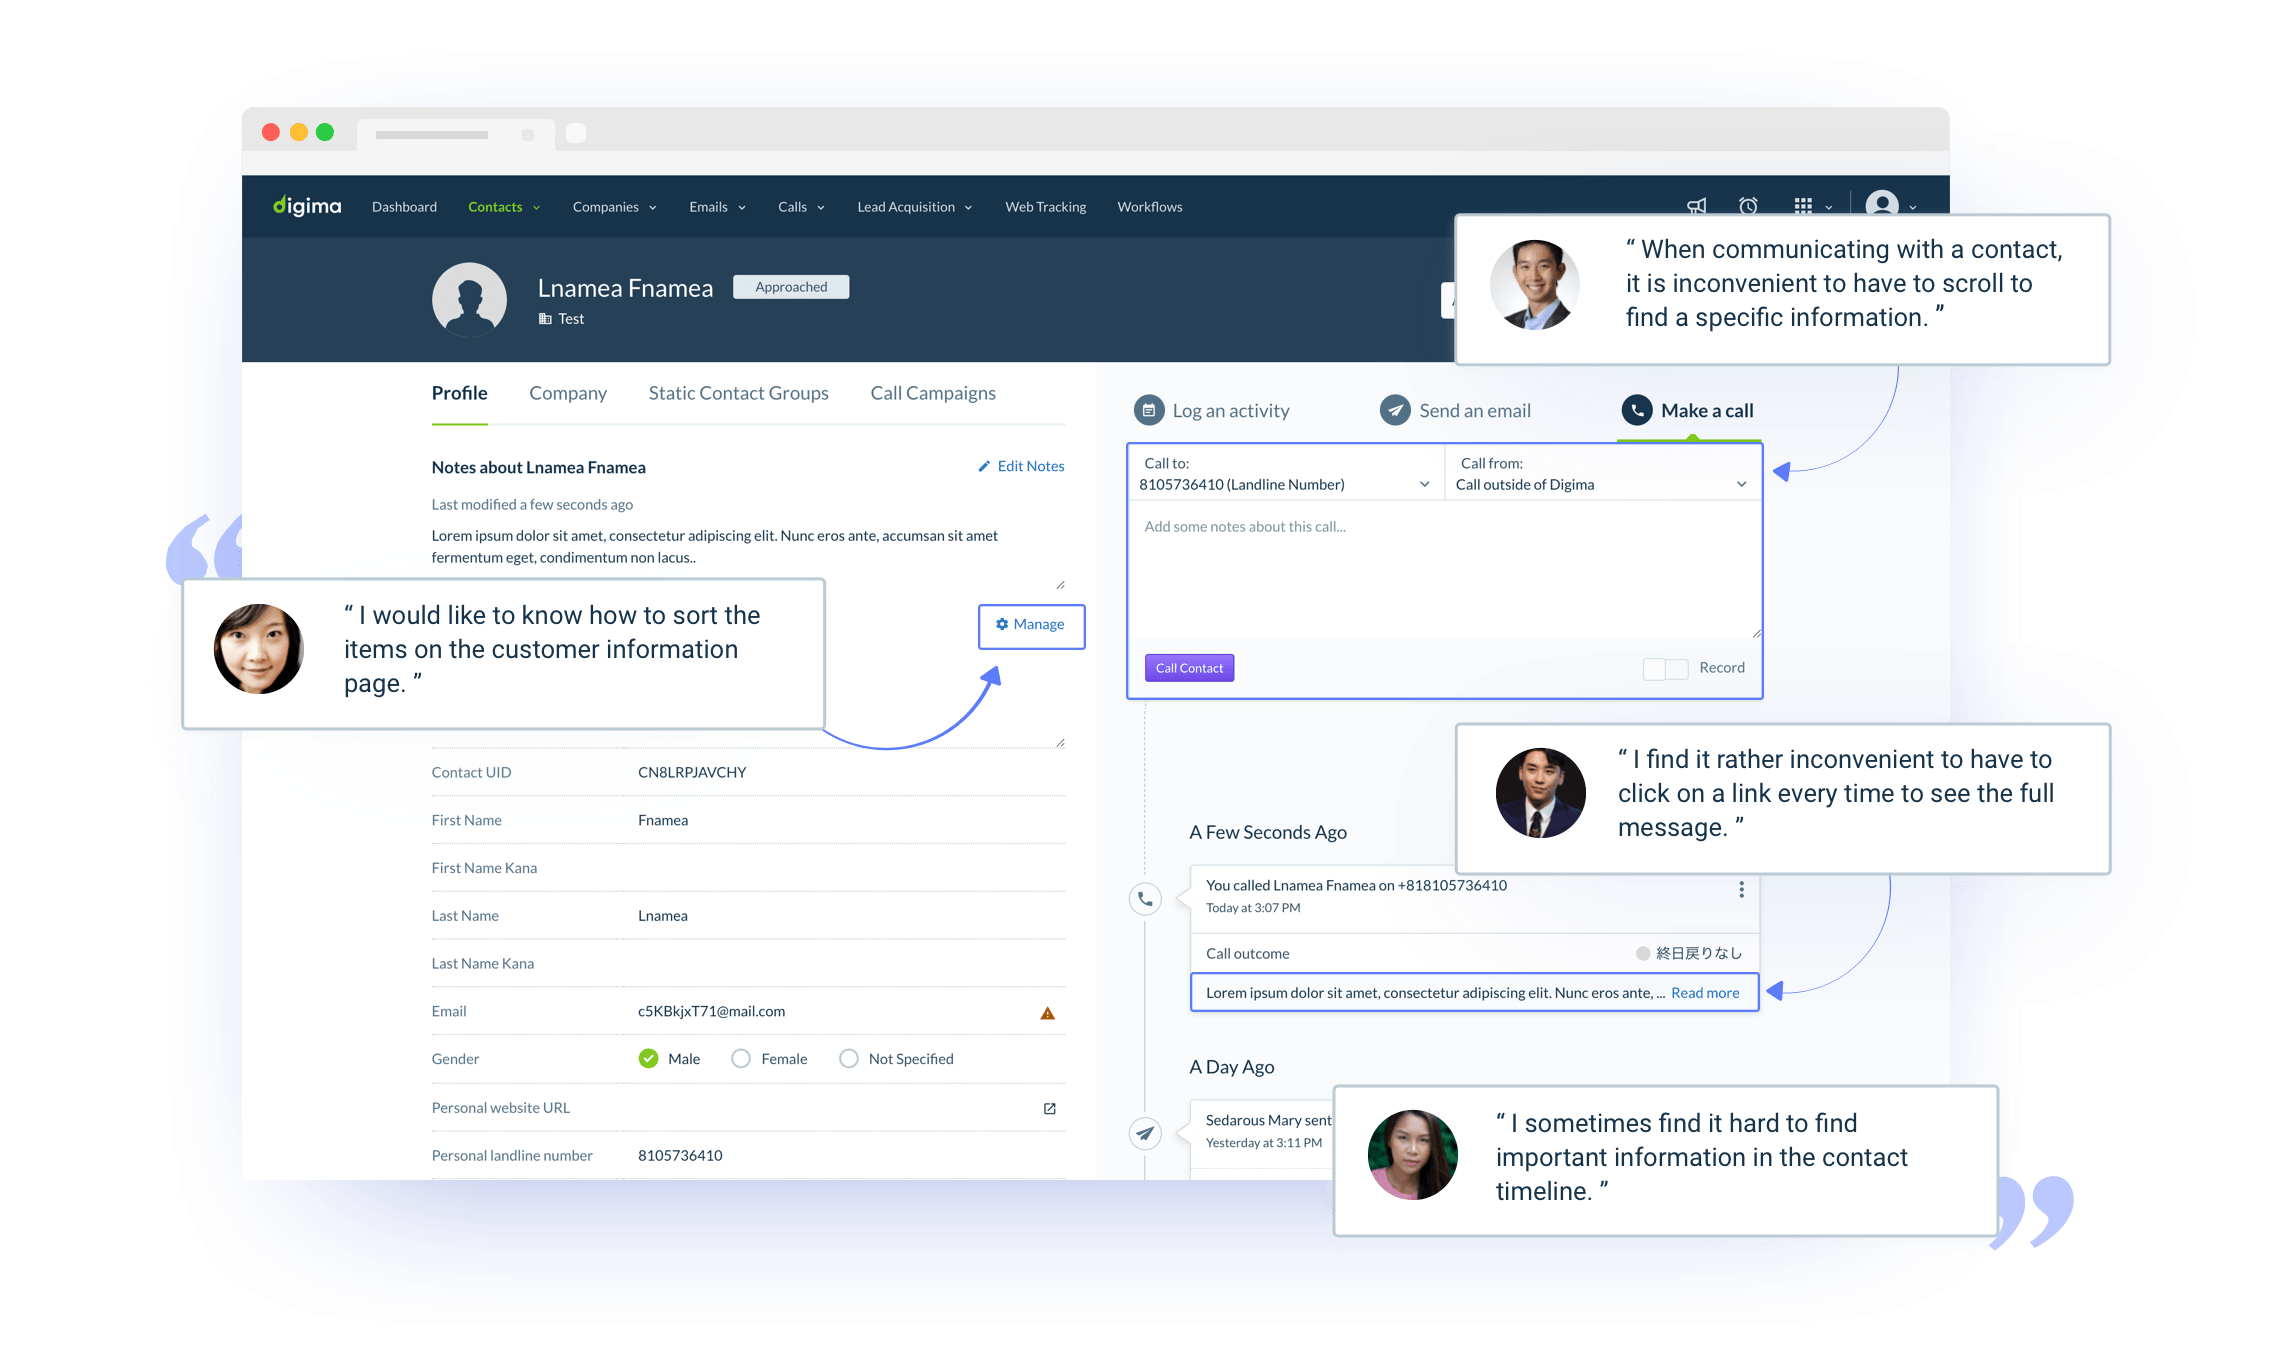 digima
Dashboard
Contacts
Companies
Emails
Calls
Lead Acquisition
Web Tracking
Workflows
Lnamea Fnamea
Approached
Test
“ When communicating with a contact,
it is inconvenient to have to scroll to
find a specific information. ”
Profile
Company
Static Contact Groups
Call Campaigns
Log an activity
Send an email
Make a call
Notes about Lnamea Fnamea
Edit Notes
Last modified a few seconds ago
Lorem ipsum dolor sit amet, consectetur adipiscing elit. Nunc eros ante, accumsan sit amet
fermentum eget, condimentum non lacus..
“ I would like to know how to sort the
items on the customer information
page. ”
Manage
Contact UID
CN8LRPJAVCHY
First Name
Fnamea
First Name Kana
Last Name
Lnamea
Last Name Kana
Email
c5KBkjxT71@mail.com
Gender
Male
Female
Not Specified
Personal website URL
Personal landline number
8105736410
Call to:
8105736410 (Landline Number)
Call from:
Call outside of Digima
Add some notes about this call...
Call Contact
Record
“ I find it rather inconvenient to have to
click on a link every time to see the full
message. ”
A Few Seconds Ago
You called Lnamea Fnamea on +818105736410
Today at 3:07 PM
Call outcome
終日戻りなし
Lorem ipsum dolor sit amet, consectetur adipiscing elit. Nunc eros ante, ... Read more
A Day Ago
Sedarous Mary sent
Yesterday at 3:11 PM
“ I sometimes find it hard to find
important information in the contact
timeline. ”